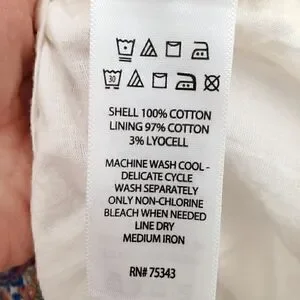 30
SHELL 100% COTTON
LINING 97% COTTON
3% LYOCELL
MACHINE WASH COOL -
DELICATE CYCLE
WASH SEPARATELY
ONLY NON-CHLORINE
BLEACH WHEN NEEDED
LINE DRY
MEDIUM IRON
RN# 75343